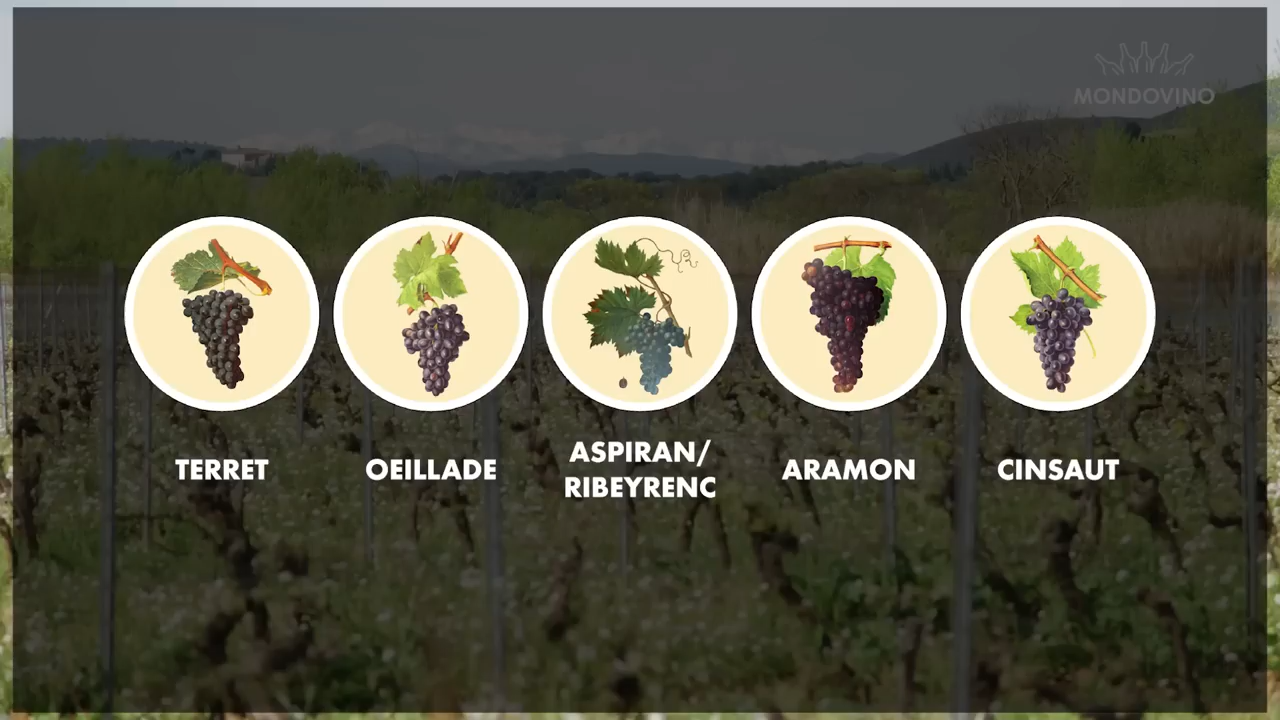 MONDOVINO
TERRET
OEILLADE
ASPIRAN/
RIBEYRENC
ARAMON
CINSAUT